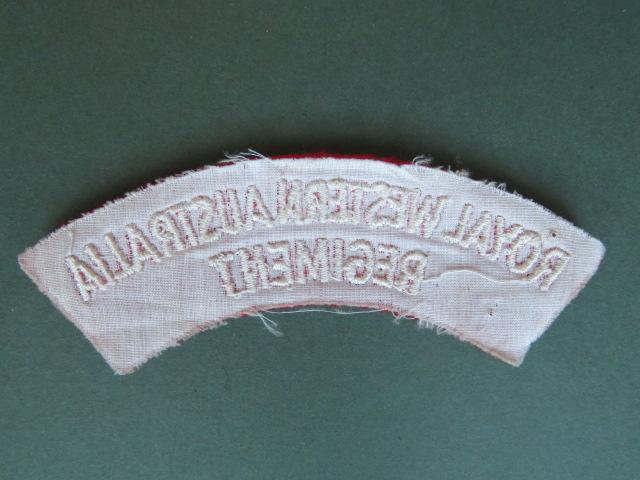 ROYAL WESTERN AUSTRALIA
REGIMENT